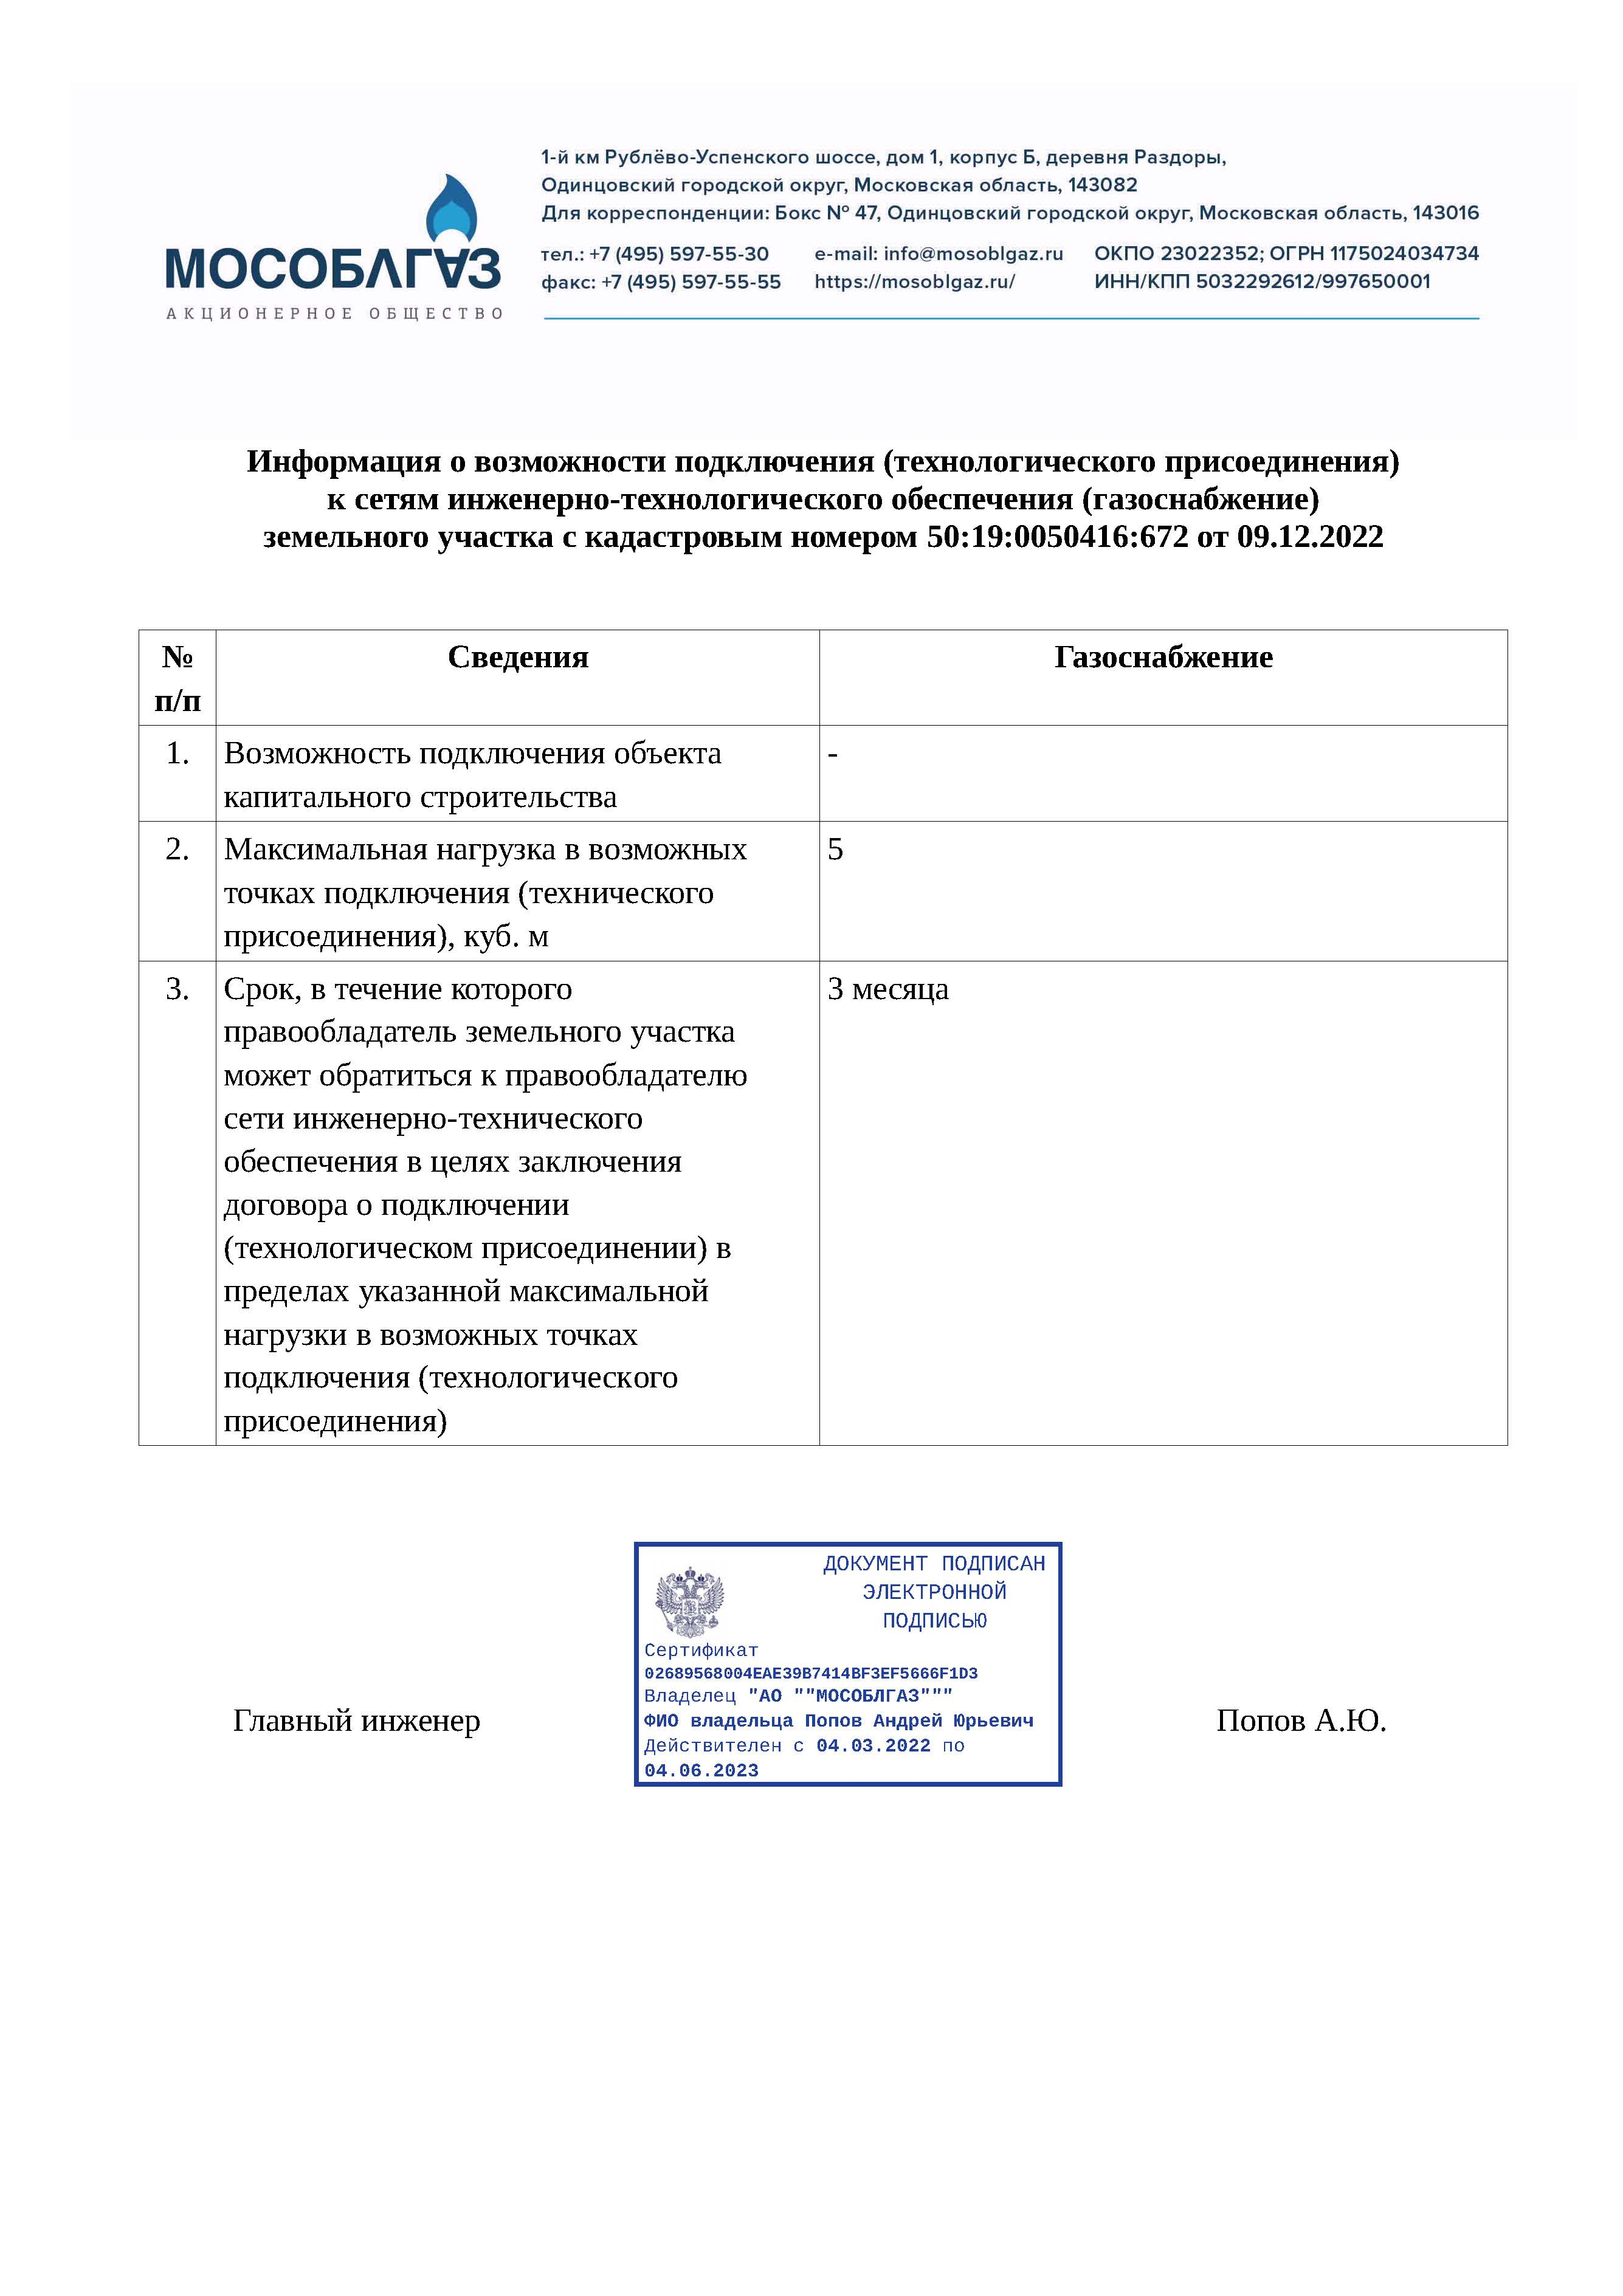 1-й км Рублёво-Успенского шоссе, дом 1, корпус Б, деревня Раздоры,
Одинцовский городской округ, Московская область, 143082
Для корреспонденции: Бокс № 47, Одинцовский городской округ, Московская область, 143016
тел.: +7 (495) 597-55-30 e-mail: info@mosoblgaz.ru ОКПО 23022352; ОГРН 1175024034734
факс: +7 (495) 597-55-55 https://mosoblgaz.ru/ ИНН/КПП 5032292612/997650001
МОСОБЛГАЗ
АКЦИОНЕРНОЕ ОБЩЕСТВО
Информация о возможности подключения (технологического присоединения)
к сетям инженерно-технологического обеспечения (газоснабжение)
земельного участка с кадастровым номером 50:19:0050416:672 от 09.12.2022
№ Сведения Газоснабжение
п/п
1. Возможность подключения объекта -
капитального строительства
2. Максимальная нагрузка в возможных 5
точках подключения (технического
присоединения), куб. м
3. Срок, в течение которого 3 месяца
правообладатель земельного участка
может обратиться к правообладателю
сети инженерно-технического
обеспечения в целях заключения
договора о подключении
(технологическом присоединении) в
пределах указанной максимальной
нагрузки в возможных точках
подключения (технологического
присоединения)
ДОКУМЕНТ ПОДПИСАН
ЭЛЕКТРОННОЙ
ПОДПИСЬЮ
Сертификат
02689568004EAE39B7414BF3EF5666F1D3
Владелец "АО ""МОСОБЛГАЗ"""
ФИО владельца Попов Андрей Юрьевич
Действителен с 04.03.2022 по
04.06.2023
Главный инженер Попов А.Ю.